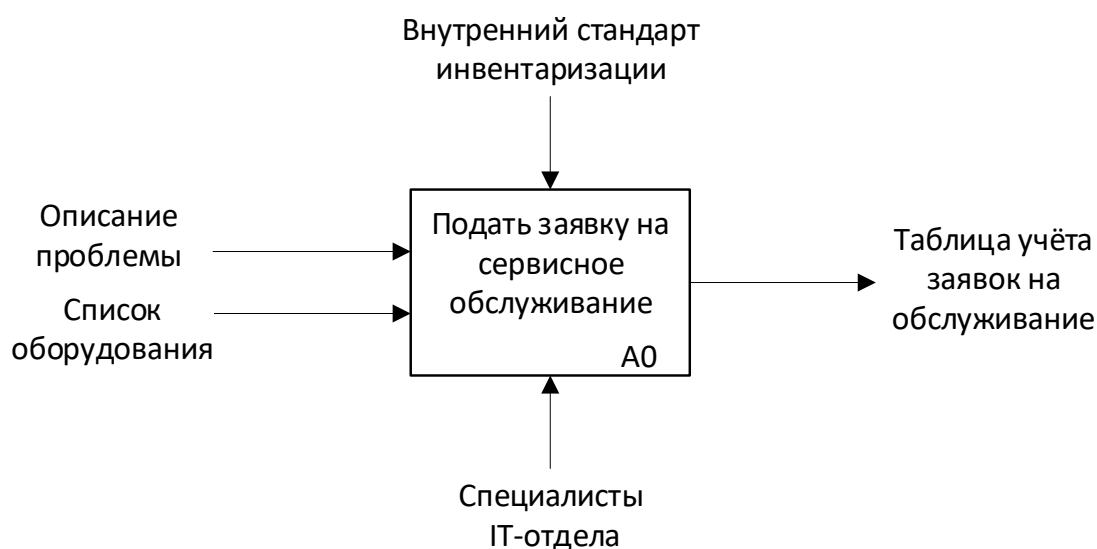 Внутренний стандарт
инвентаризации
Описание
проблемы
Список
оборудования
Подать заявку на
сервисное
обслуживание
A0
Таблица учёта
заявок на
обслуживание
Специалисты
IT-отдела